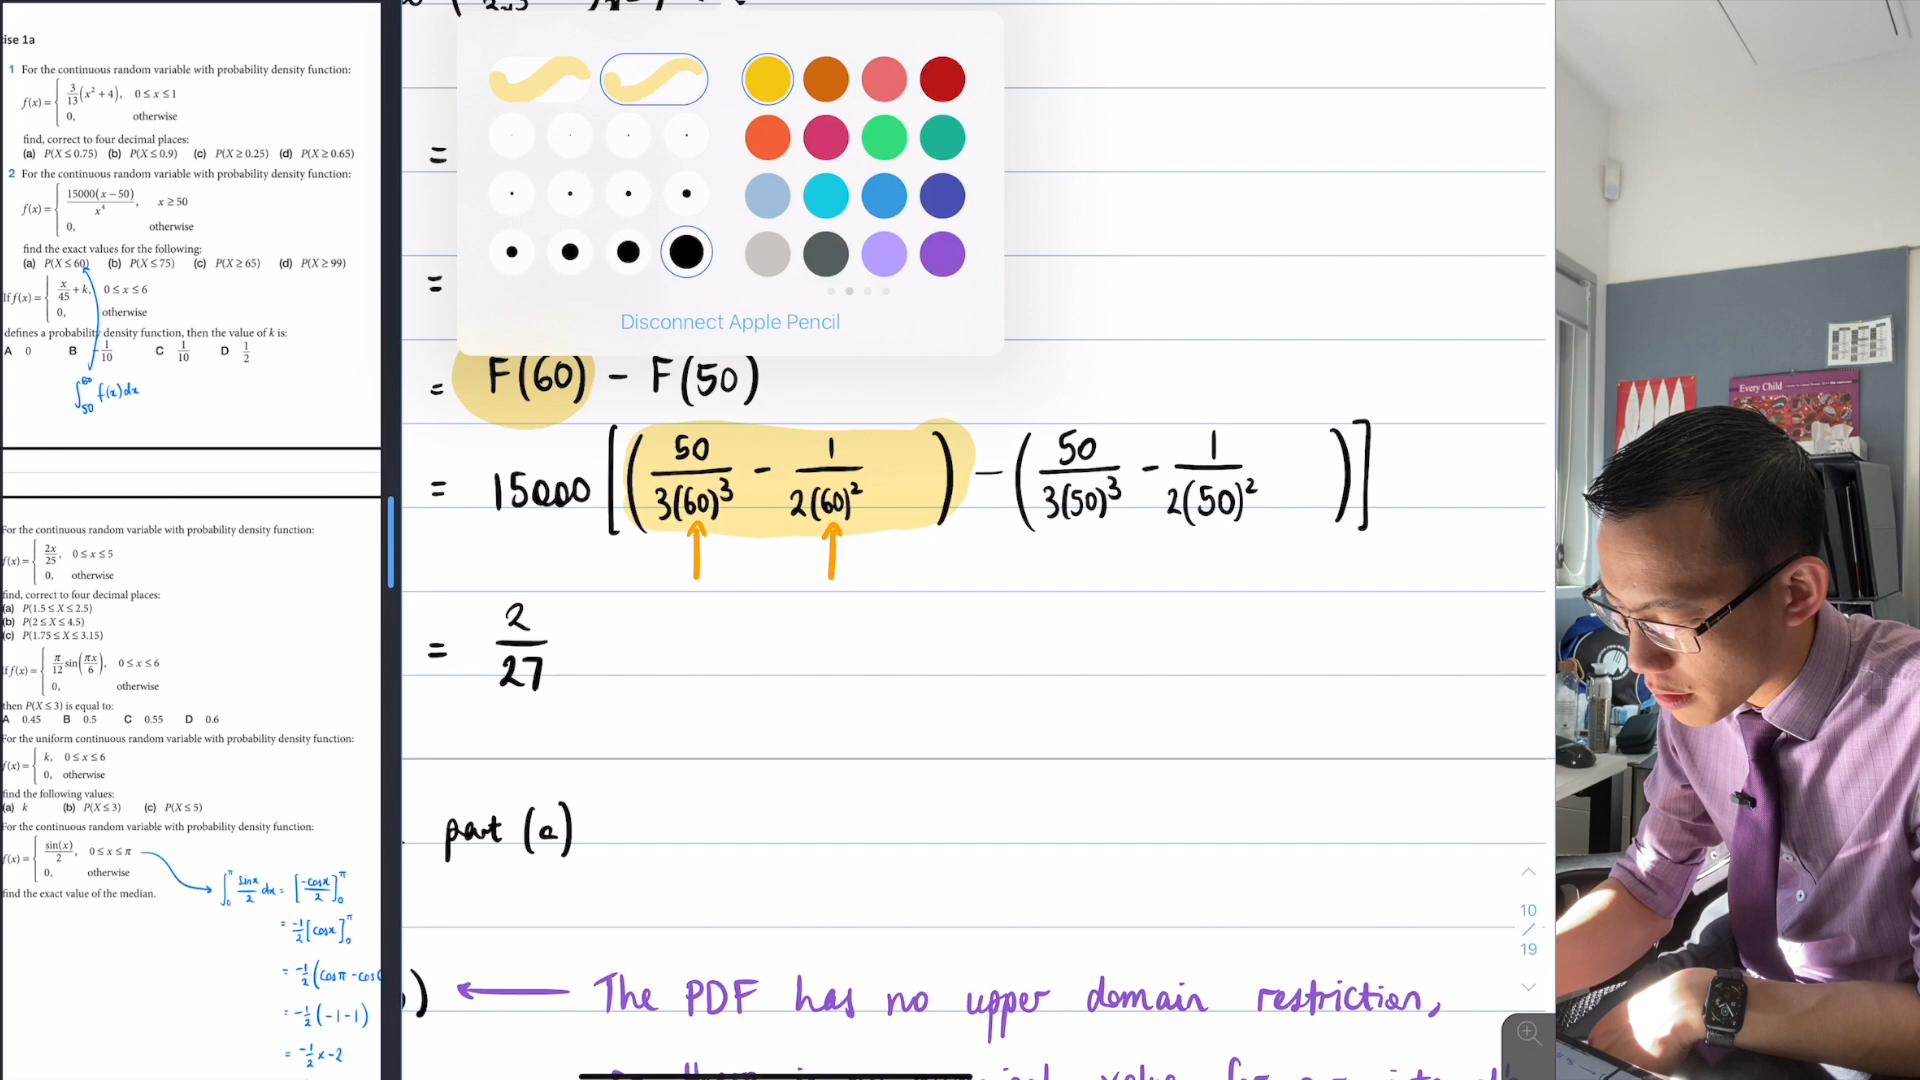 ise 1a
1 For the continuous random variable with probability density function:
f(x) = { 3/13 (x² + 4), 0 ≤ x ≤ 1
0, otherwise
find, correct to four decimal places:
(a) P(X ≤ 0.75) (b) P(X ≤ 0.9) (c) P(X ≥ 0.25) (d) P(X ≥ 0.65)
2 For the continuous random variable with probability density function:
f(x) = { 15000(x − 50)/x⁴, x ≥ 50
0, otherwise
find the exact values for the following:
(a) P(X ≤ 60) (b) P(X ≤ 75) (c) P(X ≥ 65) (d) P(X ≥ 99)
If f(x) = { x/45 + k, 0 ≤ x ≤ 6
0, otherwise
defines a probability density function, then the value of k is:
A 0 B −1/10 C 1/10 D 1/2
∫₅₀⁶⁰ f(x) dx
For the continuous random variable with probability density function:
f(x) = { 2x/25, 0 ≤ x ≤ 5
0, otherwise
find, correct to four decimal places:
(a) P(1.5 ≤ X ≤ 2.5)
(b) P(2 ≤ X ≤ 4.5)
(c) P(1.75 ≤ X ≤ 3.15)
If f(x) = { π/12 sin(πx/6), 0 ≤ x ≤ 6
0, otherwise
then P(X ≤ 3) is equal to:
A 0.45 B 0.5 C 0.55 D 0.6
For the uniform continuous random variable with probability density function:
f(x) = { k, 0 ≤ x ≤ 6
0, otherwise
find the following values:
(a) k (b) P(X ≤ 3) (c) P(X ≤ 5)
For the continuous random variable with probability density function:
f(x) = { sin(x)/2, 0 ≤ x ≤ π
0, otherwise
find the exact value of the median.
∫₀^π sinx/2 dx = [−cosx/2]₀^π
= −1/2 [cosx]₀^π
= −1/2 (cosπ − cos
= −1/2 (−1−1)
= −1/2 x −2
Disconnect Apple Pencil
=
=
= F(60) − F(50)
= 15000 [(50/3(60)³ − 1/2(60)²) − (50/3(50)³ − 1/2(50)²)]
= 2/27
part (a)
) ← The PDF has no upper domain restriction,
10
/
19
Every Child